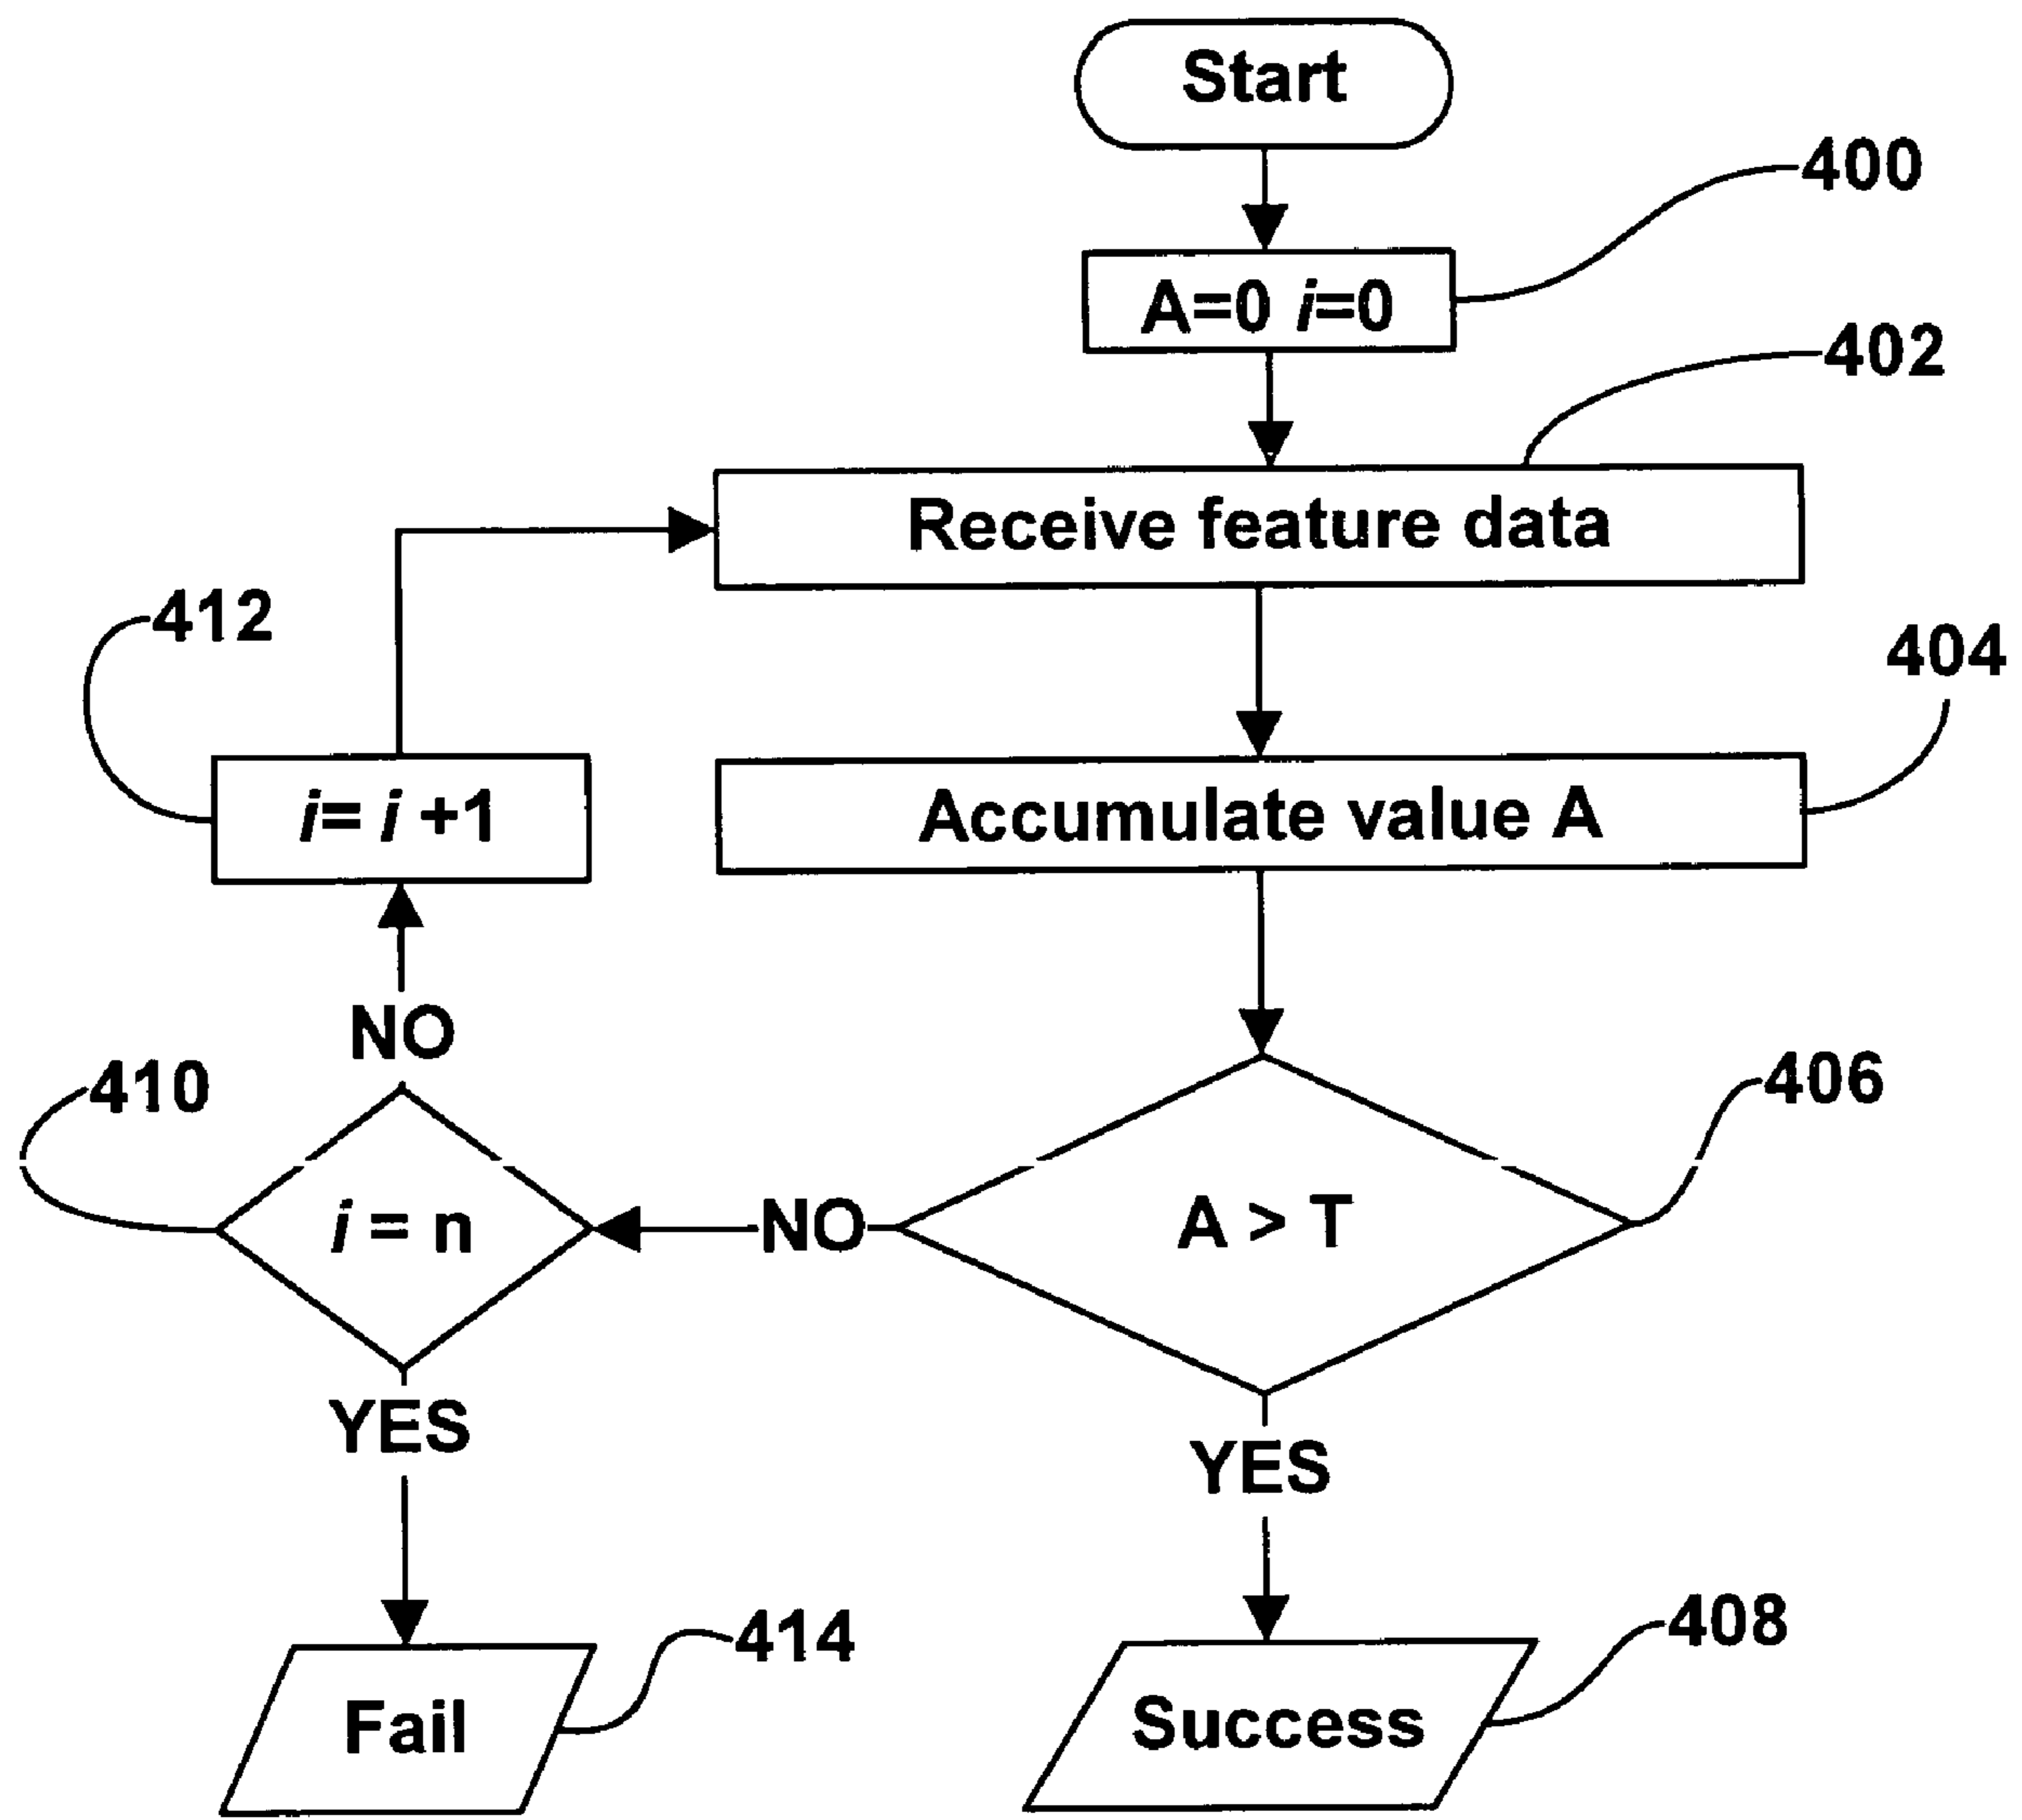 Start
400
A=0 i=0
402
Receive feature data
412
404
i= i +1
Accumulate value A
NO
410
406
i = n
NO
A > T
YES
YES
414
408
Fail
Success